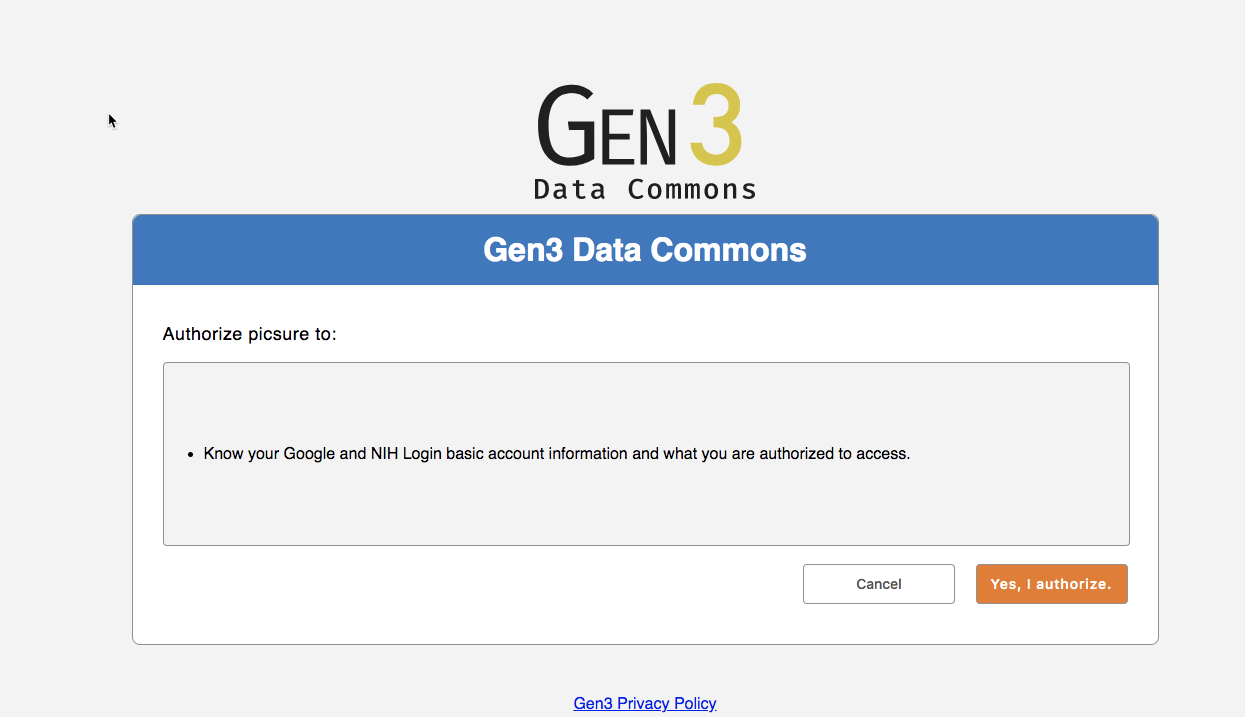 Gen3
Data Commons
Gen3 Data Commons
Authorize picsure to:
• Know your Google and NIH Login basic account information and what you are authorized to access.
Cancel
Yes, I authorize.
Gen3 Privacy Policy